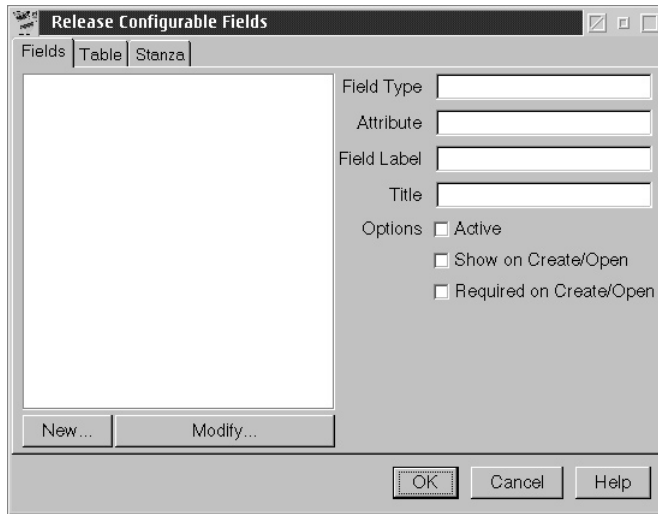 Release Configurable Fields
Fields Table Stanza
Field Type
Attribute
Field Label
Title
Options Active
Show on Create/Open
Required on Create/Open
New... Modify...
OK Cancel Help